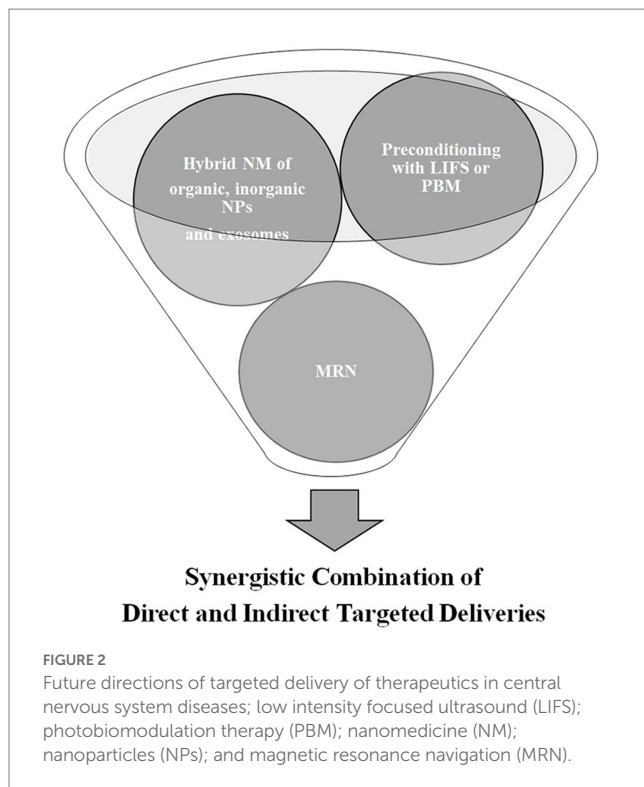 Hybrid NM of
organic, inorganic
NPs
and exosomes
Preconditioning
with LIFS or
PBM
MRN
Synergistic Combination of
Direct and Indirect Targeted Deliveries
FIGURE 2
Future directions of targeted delivery of therapeutics in central
nervous system diseases; low intensity focused ultrasound (LIFS);
photobiomodulation therapy (PBM); nanomedicine (NM);
nanoparticles (NPs); and magnetic resonance navigation (MRN).